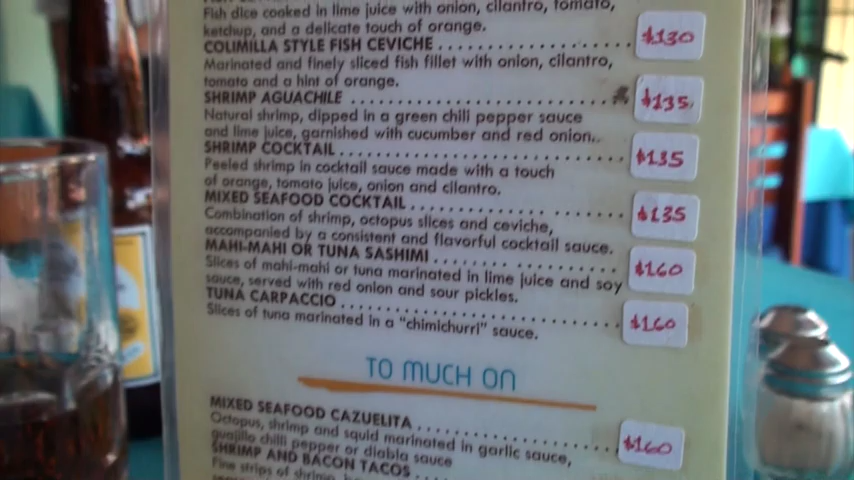 Fish dice cooked in lime juice with onion, cilantro, tomato,
ketchup, and a delicate touch of orange. $130
COLIMILLA STYLE FISH CEVICHE
Marinated and finely sliced fish fillet with onion, cilantro,
tomato and a hint of orange.
SHRIMP AGUACHILE $135
Natural shrimp, dipped in a green chili pepper sauce
and lime juice, garnished with cucumber and red onion..
SHRIMP COCKTAIL $135
Peeled shrimp in cocktail sauce made with a touch
of orange, tomato juice, onion and cilantro.
MIXED SEAFOOD COCKTAIL $135
Combination of shrimp, octopus slices and ceviche,
accompanied by a consistent and flavorful cocktail sauce.
MAHI-MAHI OR TUNA SASHIMI $160
Slices of mahi-mahi or tuna marinated in lime juice and soy
sauce, served with red onion and sour pickles.
TUNA CARPACCIO $160
Slices of tuna marinated in a "chimichurri" sauce.
TO MUCH ON
MIXED SEAFOOD CAZUELITA $160
Octopus, shrimp and squid marinated in garlic sauce,
guajillo chilli pepper or diabla sauce
SHRIMP AND BACON TACOS
Fine strips of shrimp,